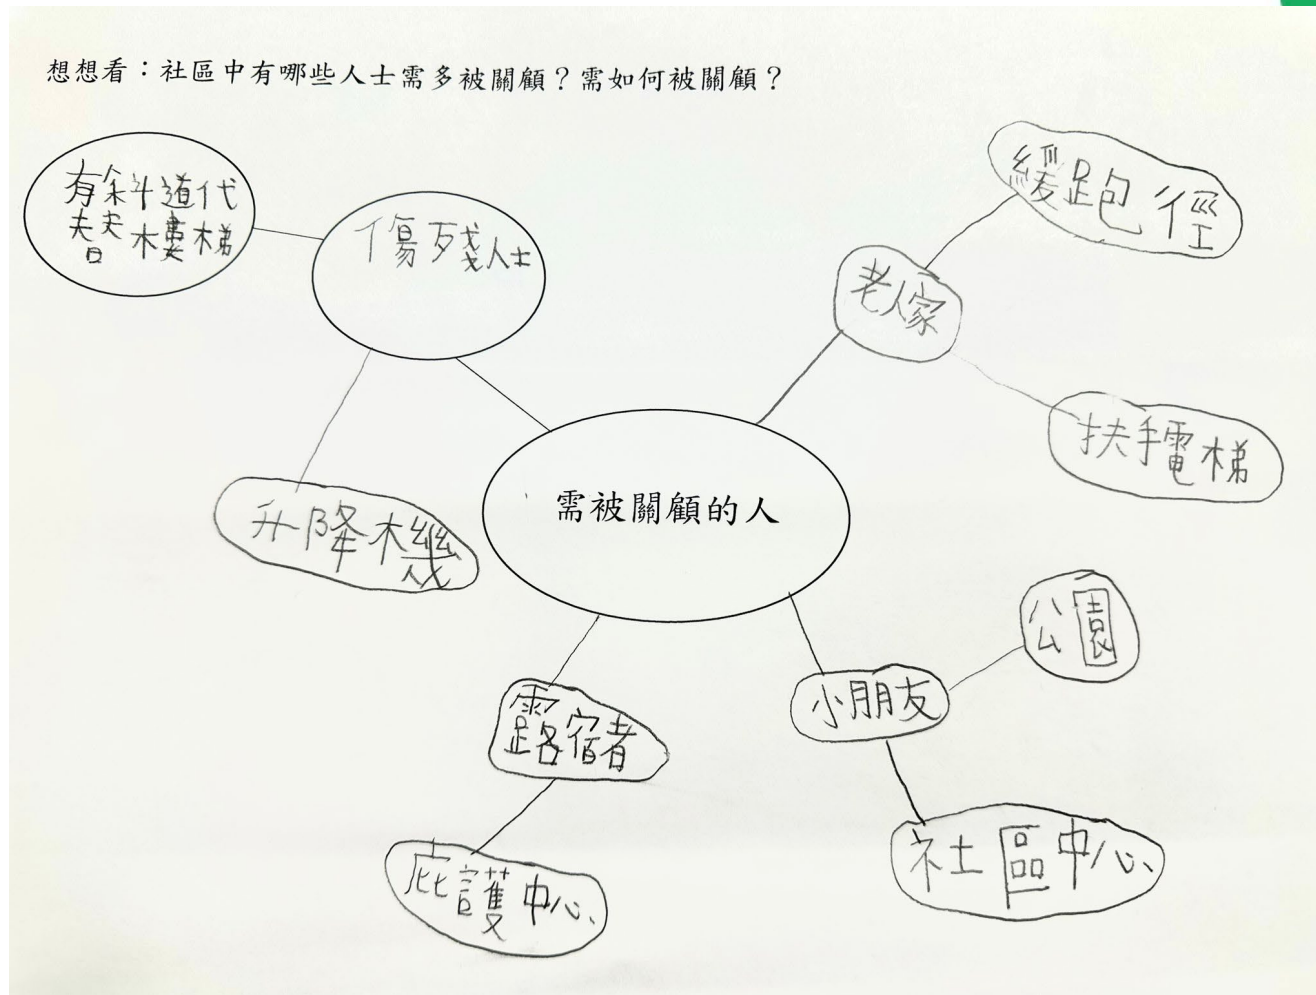 想想看：社區中有哪些人士需多被關顧？需如何被關顧？
有斜道代
替樓梯
傷殘人士
升降機
需被關顧的人
老人家
緩跑徑
扶手電梯
小朋友
公園
社區中心
露宿者
庇護中心